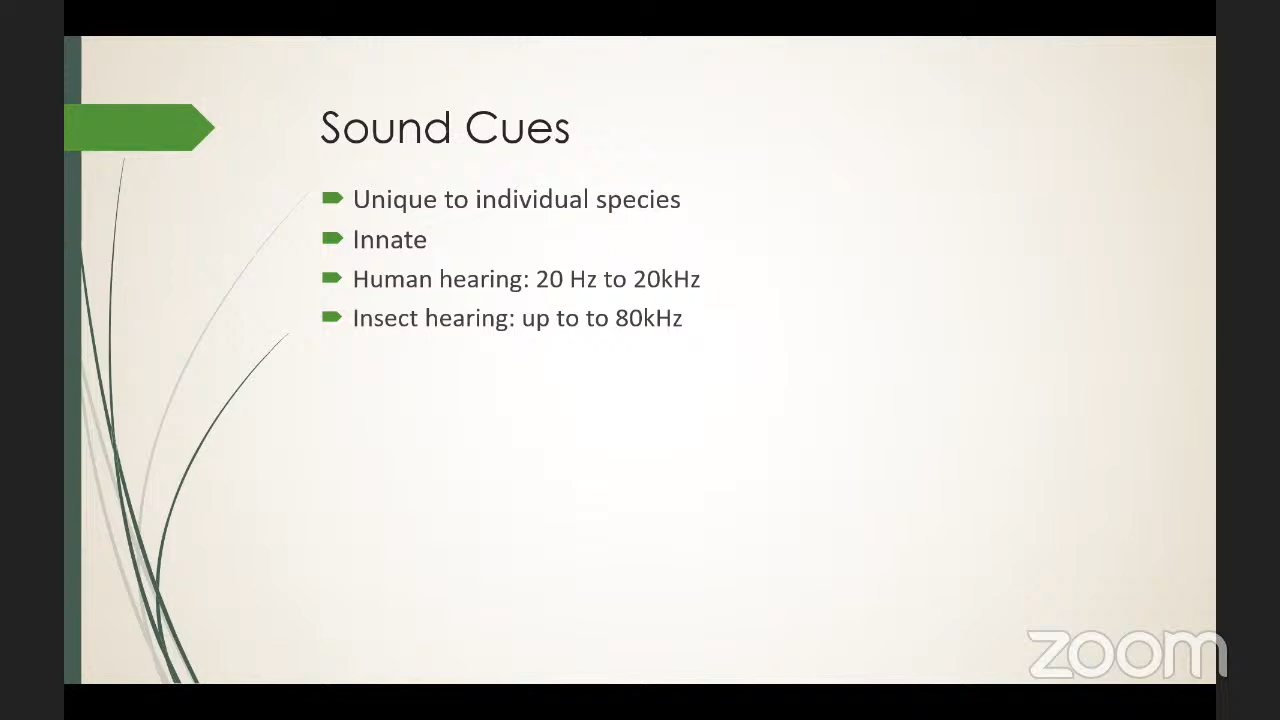 Sound Cues
Unique to individual species
Innate
Human hearing: 20 Hz to 20kHz
Insect hearing: up to to 80kHz
zoom